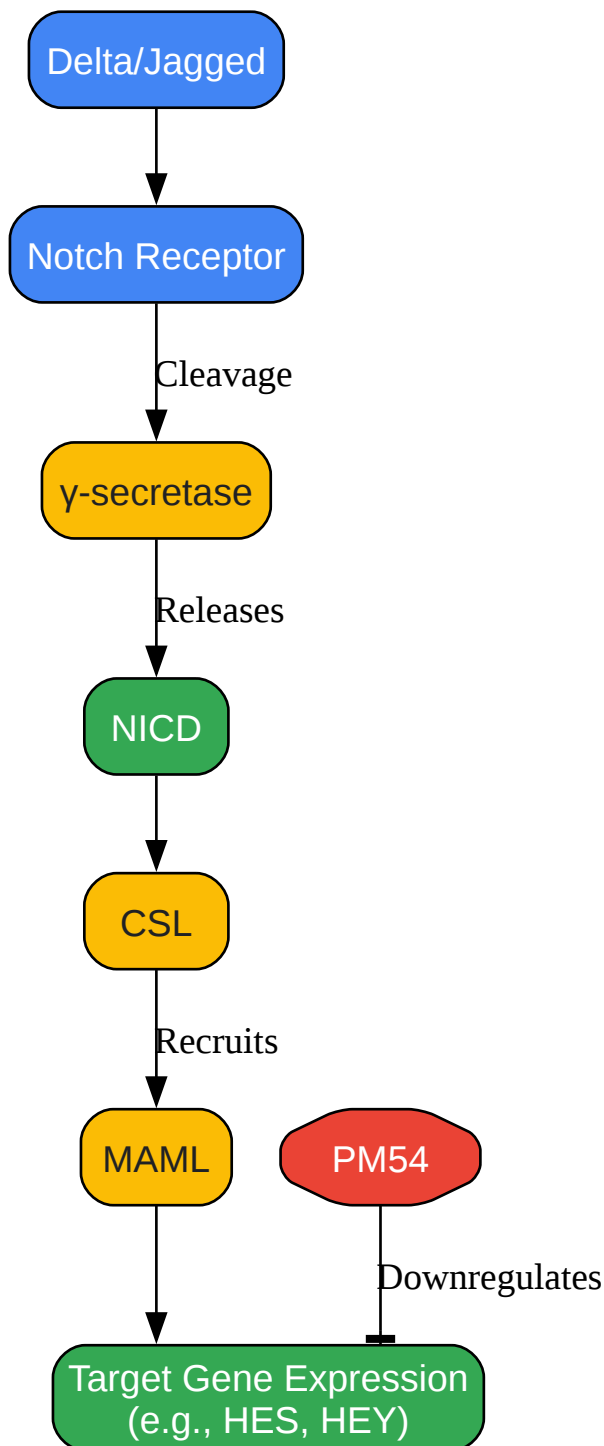 Delta/Jagged
Notch Receptor
Cleavage
γ-secretase
Releases
NICD
CSL
Recruits
MAML
PM54
Downregulates
Target Gene Expression
(e.g., HES, HEY)